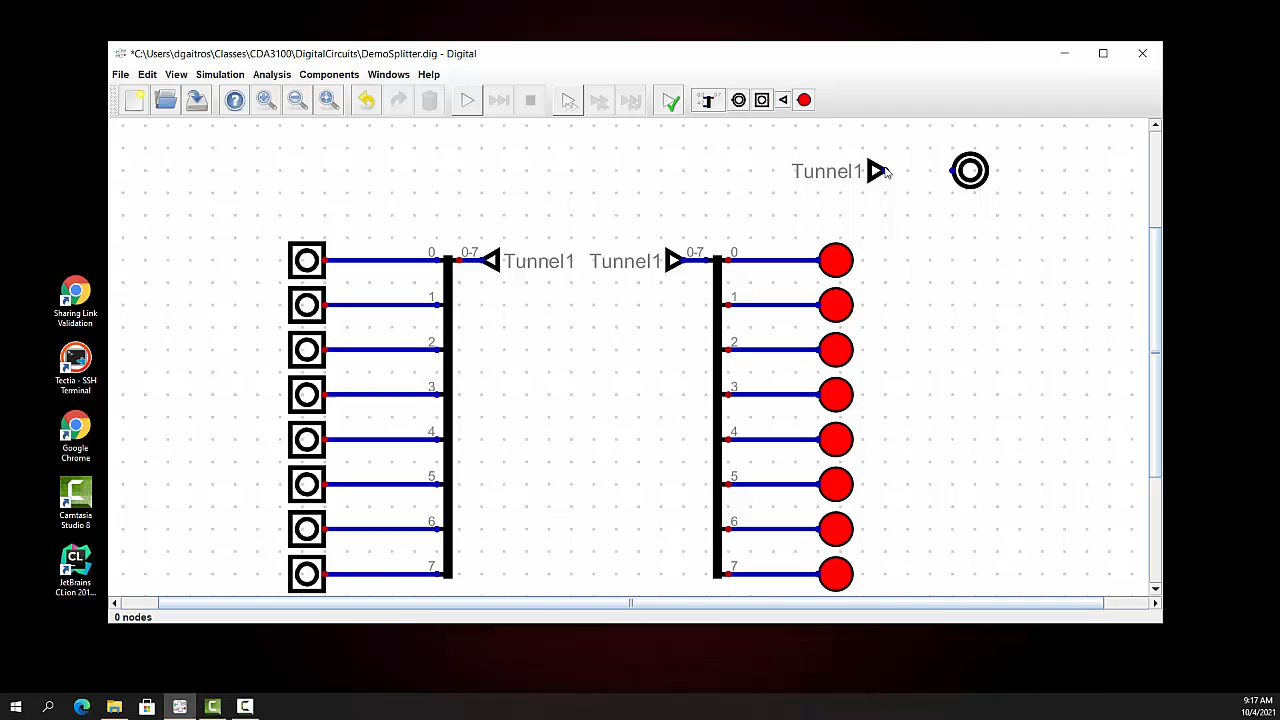 *C:\Users\dgaitros\Classes\CDA3100\DigitalCircuits\DemoSplitter.dig - Digital
File Edit View Simulation Analysis Components Windows Help
Tunnel1
0 0-7 Tunnel1 Tunnel1 0-7 0
1 1
2 2
3 3
4 4
5 5
6 6
7 7
0 nodes
Sharing Link
Validation
Tectia - SSH
Terminal
Google
Chrome
Camtasia
Studio 8
CL
JetBrains
CLion 201...
9:17 AM
10/4/2021